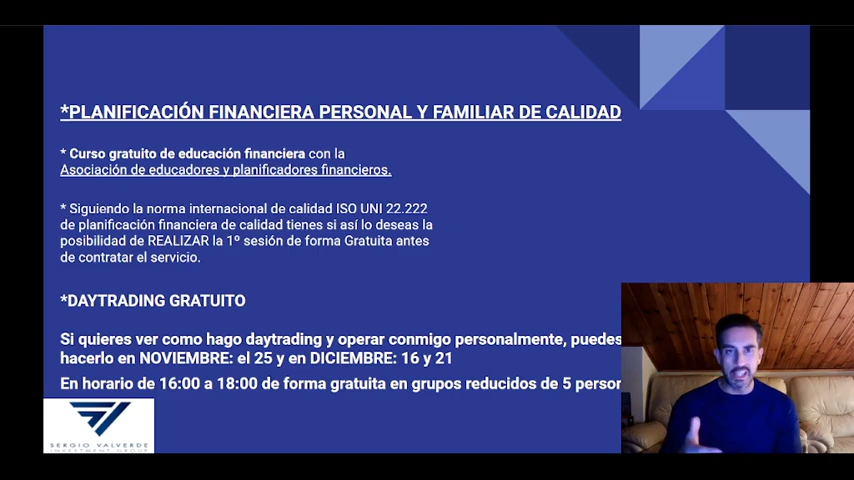 *PLANIFICACIÓN FINANCIERA PERSONAL Y FAMILIAR DE CALIDAD
* Curso gratuito de educación financiera con la
Asociación de educadores y planificadores financieros.
* Siguiendo la norma internacional de calidad ISO UNI 22.222
de planificación financiera de calidad tienes si así lo deseas la
posibilidad de REALIZAR la 1º sesión de forma Gratuita antes
de contratar el servicio.
*DAYTRADING GRATUITO
Si quieres ver como hago daytrading y operar conmigo personalmente, puedes
hacerlo en NOVIEMBRE: el 25 y en DICIEMBRE: 16 y 21
En horario de 16:00 a 18:00 de forma gratuita en grupos reducidos de 5 person
SERGIO VALVERDE
INVESTMENT GROUP